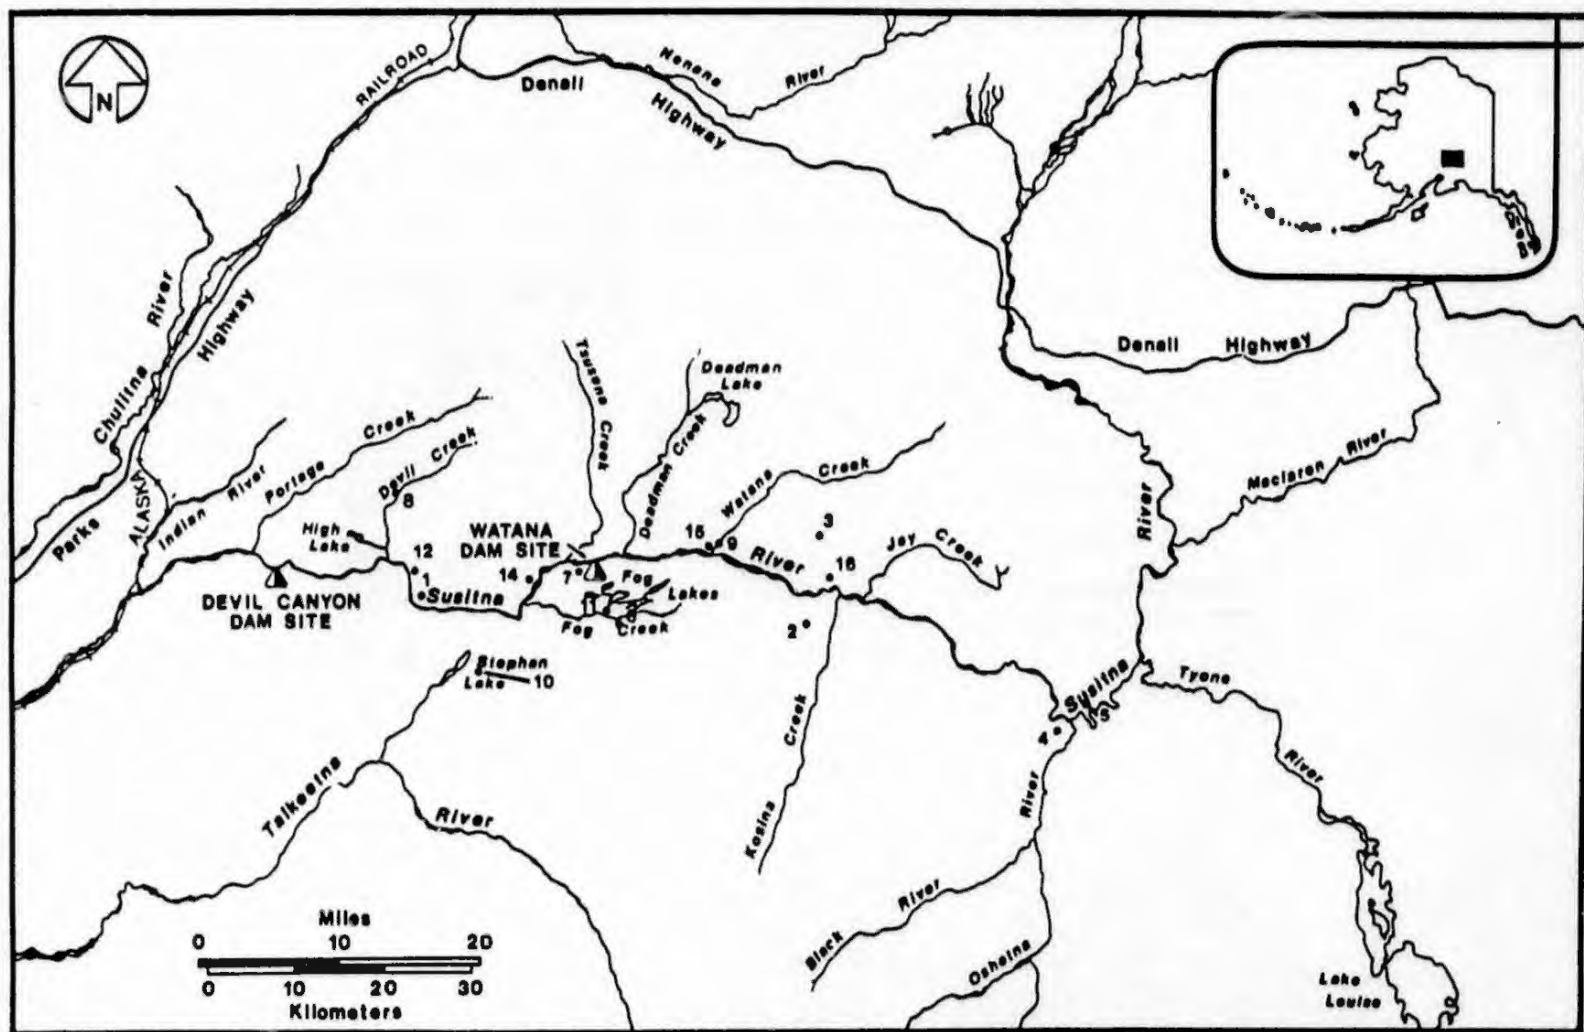 N
RAILROAD
Nenana
River
Denali
Highway
Chulitna
River
Highway
Denali Highway
Tsusena
Creek
Deadman
Lake
Deadman Creek
Portage Creek
Devil Creek
8
Watana Creek
Maclaren River
River
Parks
ALASKA
Indian River
High
Lake
WATANA
DAM SITE
15
9
3
Jay Creek
River
16
12
1
14
7
Fog
Lakes
11
Susitna
Fog Creek
DEVIL CANYON
DAM SITE
2
Stephan
Lake
10
Kosina Creek
Susitna
5
4
Tyone
River
Talkeetna
River
River
Black River
Oshetna
Lake
Louise
Miles
0 10 20
0 10 20 30
Kilometers